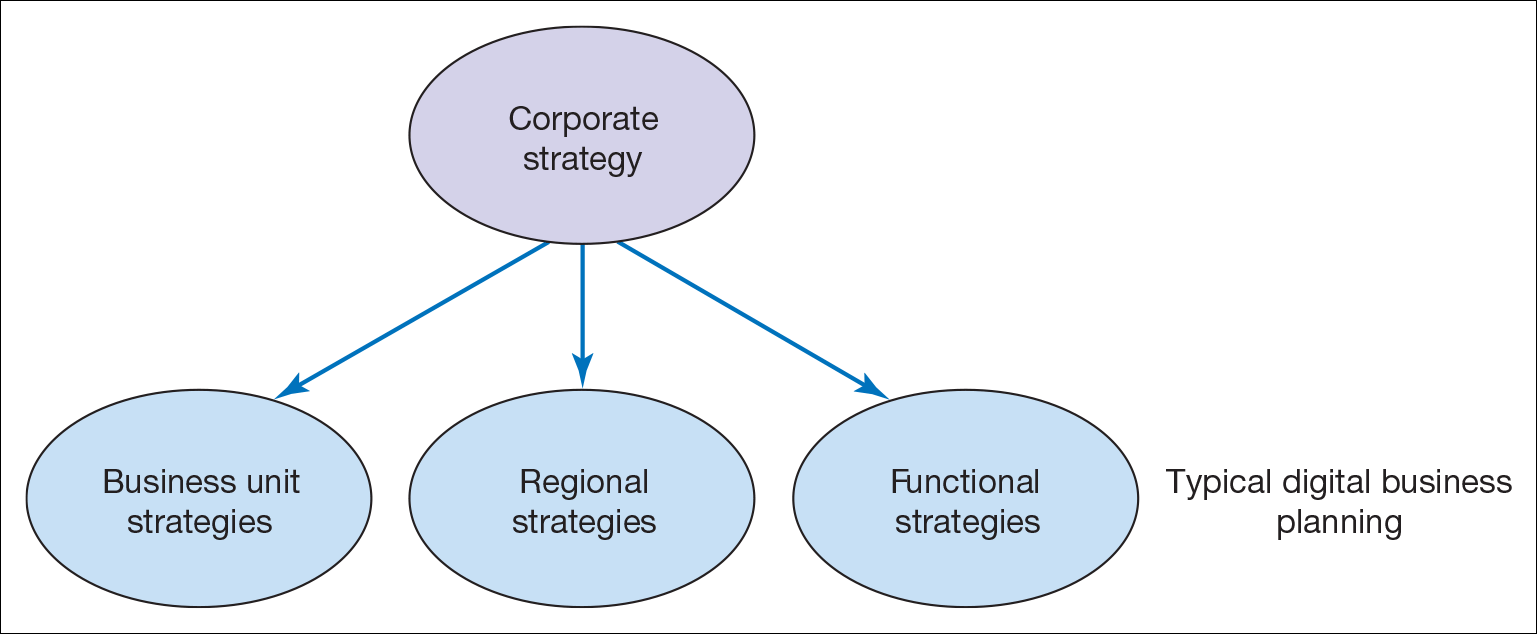 Corporate
strategy
Business unit
strategies
Regional
strategies
Functional
strategies
Typical digital business
planning